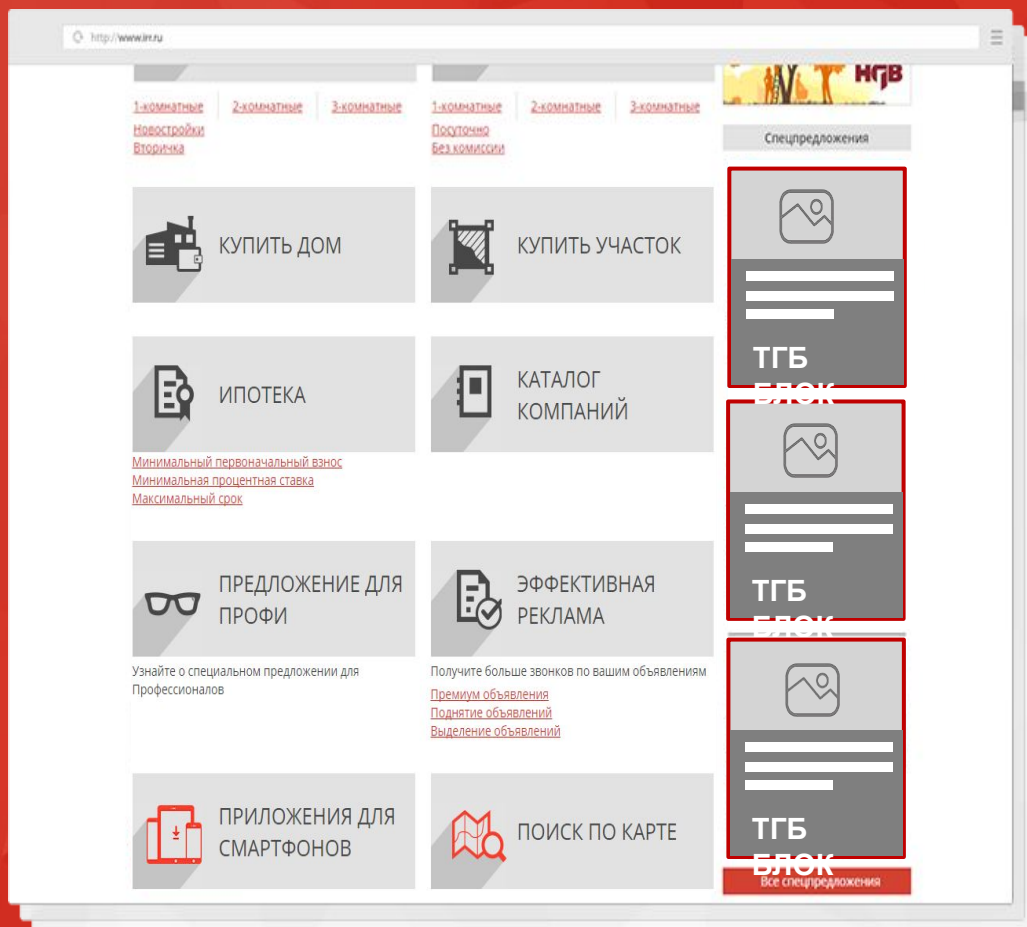 http://www.irr.ru
НДВ
1-комнатные 2-комнатные 3-комнатные
Новостройки
Вторичка
1-комнатные 2-комнатные 3-комнатные
Посуточно
Без комиссии
Спецпредложения
КУПИТЬ ДОМ
КУПИТЬ УЧАСТОК
ТГБ
БЛОК
ИПОТЕКА
КАТАЛОГ
КОМПАНИЙ
Минимальный первоначальный взнос
Минимальная процентная ставка
Максимальный срок
ТГБ
БЛОК
ПРЕДЛОЖЕНИЕ ДЛЯ
ПРОФИ
ЭФФЕКТИВНАЯ
РЕКЛАМА
Узнайте о специальном предложении для
Профессионалов
Получите больше звонков по вашим объявлениям
Премиум объявления
Поднятие объявлений
Выделение объявлений
ПРИЛОЖЕНИЯ ДЛЯ
СМАРТФОНОВ
ПОИСК ПО КАРТЕ
ТГБ
БЛОК
Все спецпредложения